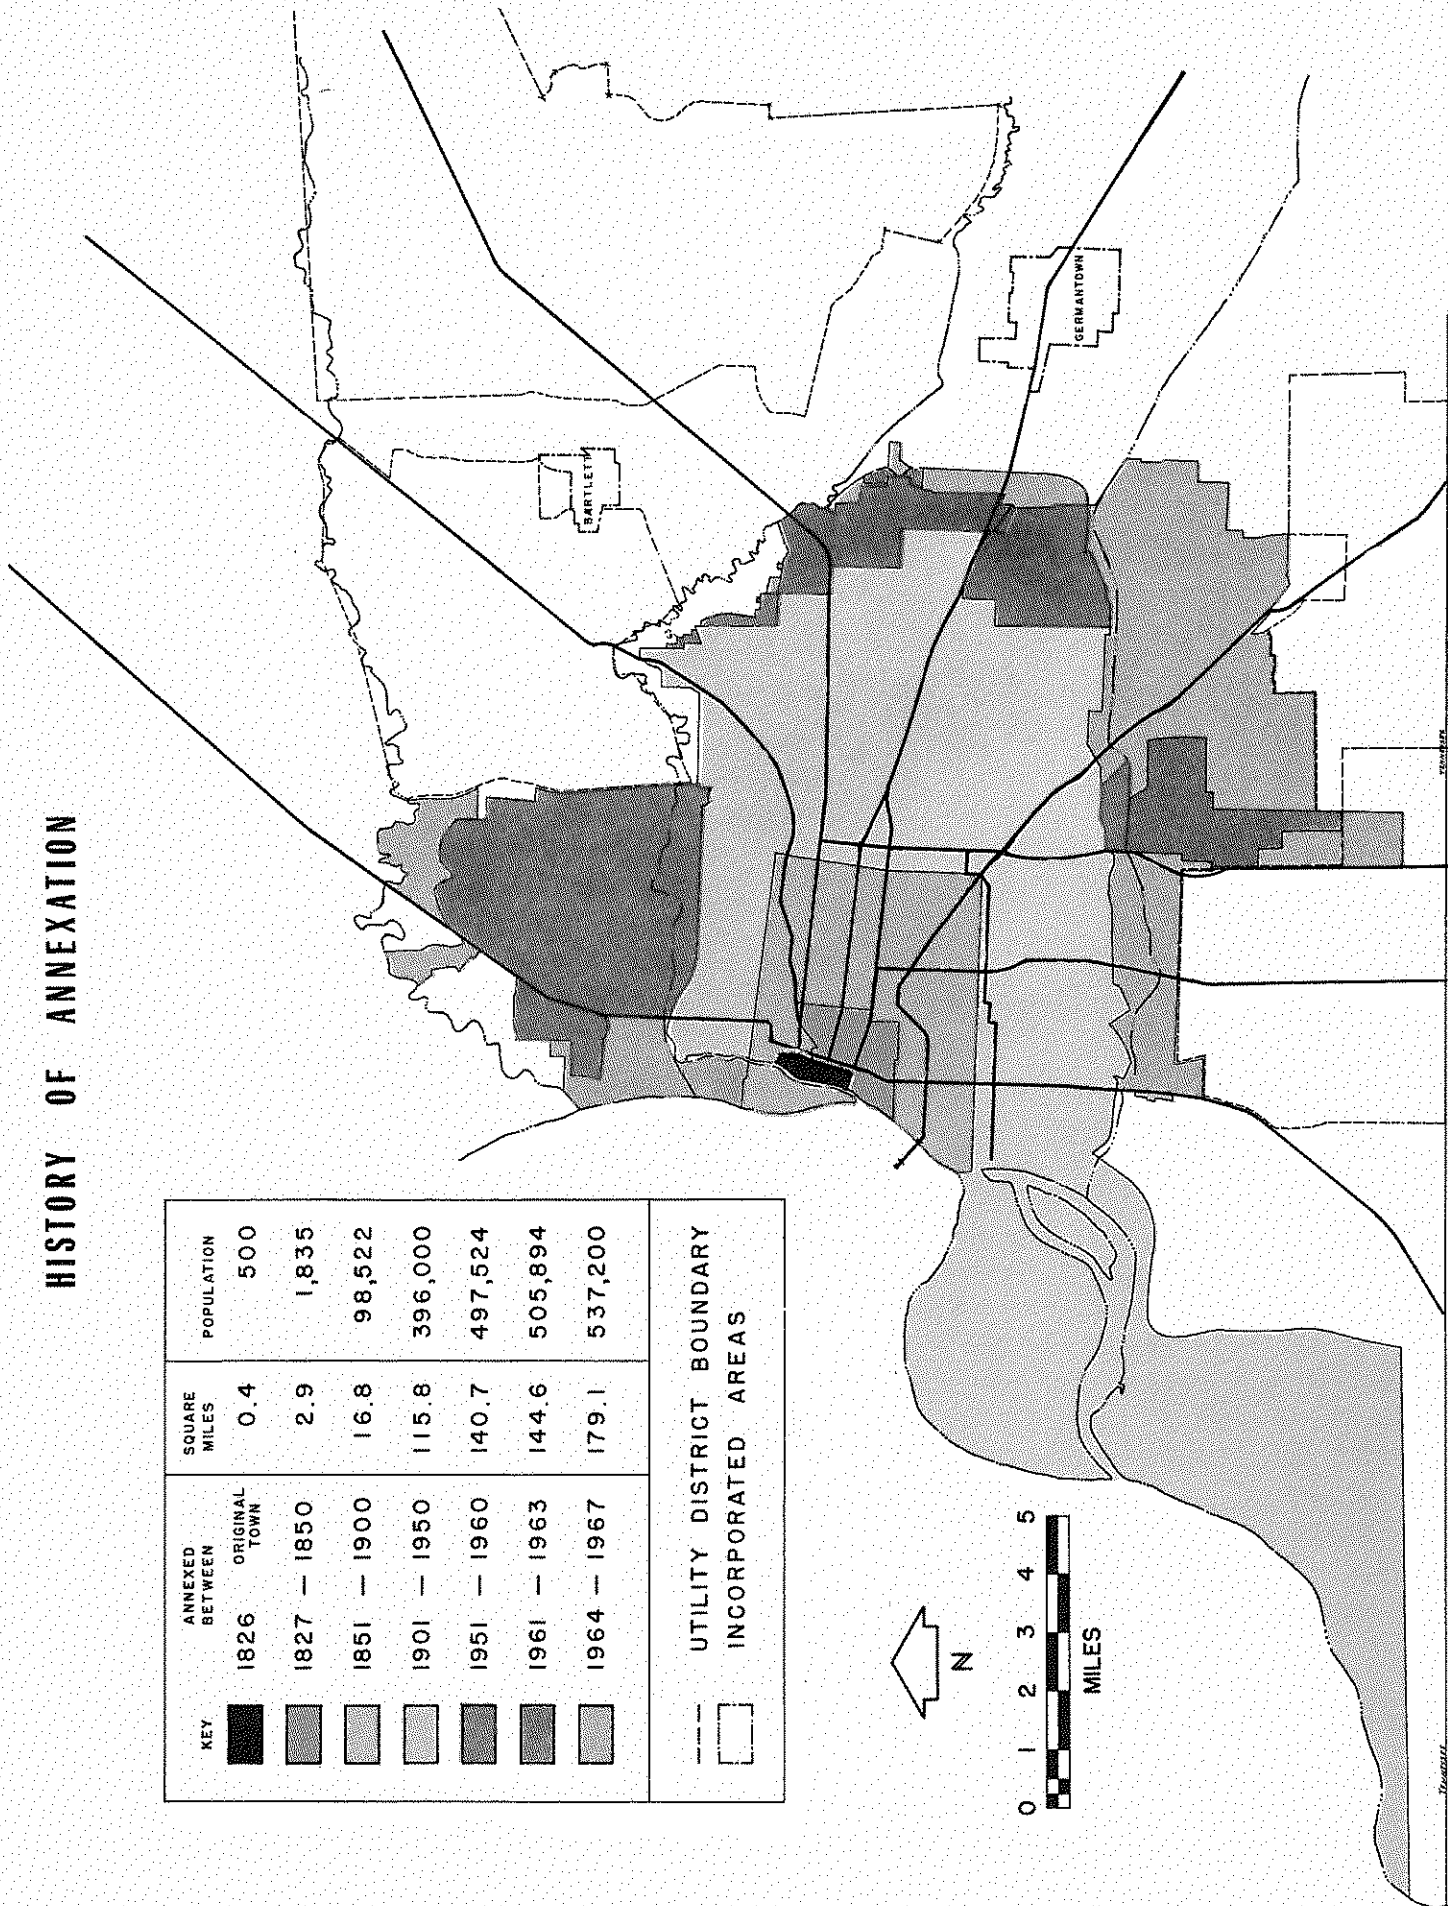 HISTORY OF ANNEXATION
KEY ANNEXED BETWEEN SQUARE MILES POPULATION
1826 ORIGINAL TOWN 0.4 500
1827 — 1850 2.9 1,835
1851 — 1900 16.8 98,522
1901 — 1950 115.8 396,000
1951 — 1960 140.7 497,524
1961 — 1963 144.6 505,894
1964 — 1967 179.1 537,200
UTILITY DISTRICT BOUNDARY
INCORPORATED AREAS
N
0 1 2 3 4 5
MILES
BARTLETT
GERMANTOWN
TENNESSEE